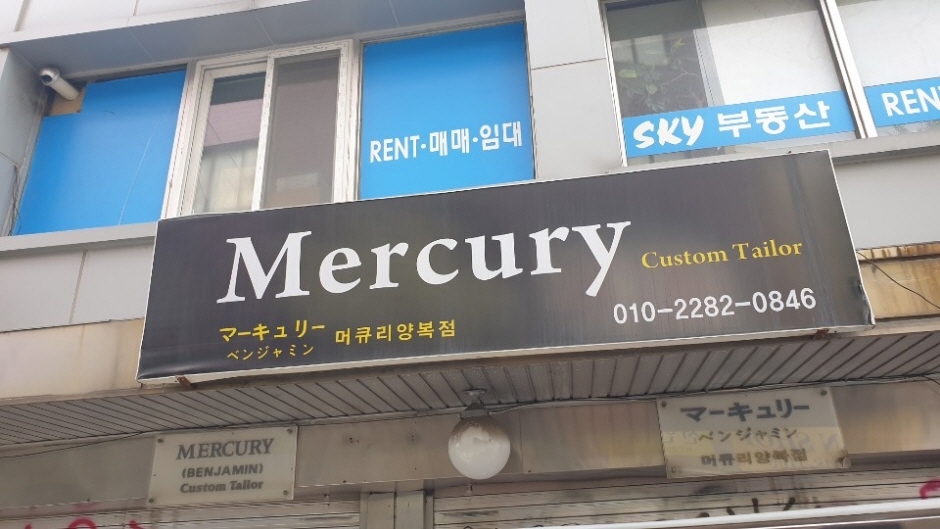 RENT·매매·임대
SKY 부동산
REN
Mercury
Custom Tailor
010-2282-0846
マーキュリー
ベンジャミン
머큐리양복점
MERCURY
(BENJAMIN)
Custom Tailor
マーキュリー
ベンジャミン
머큐리양복점